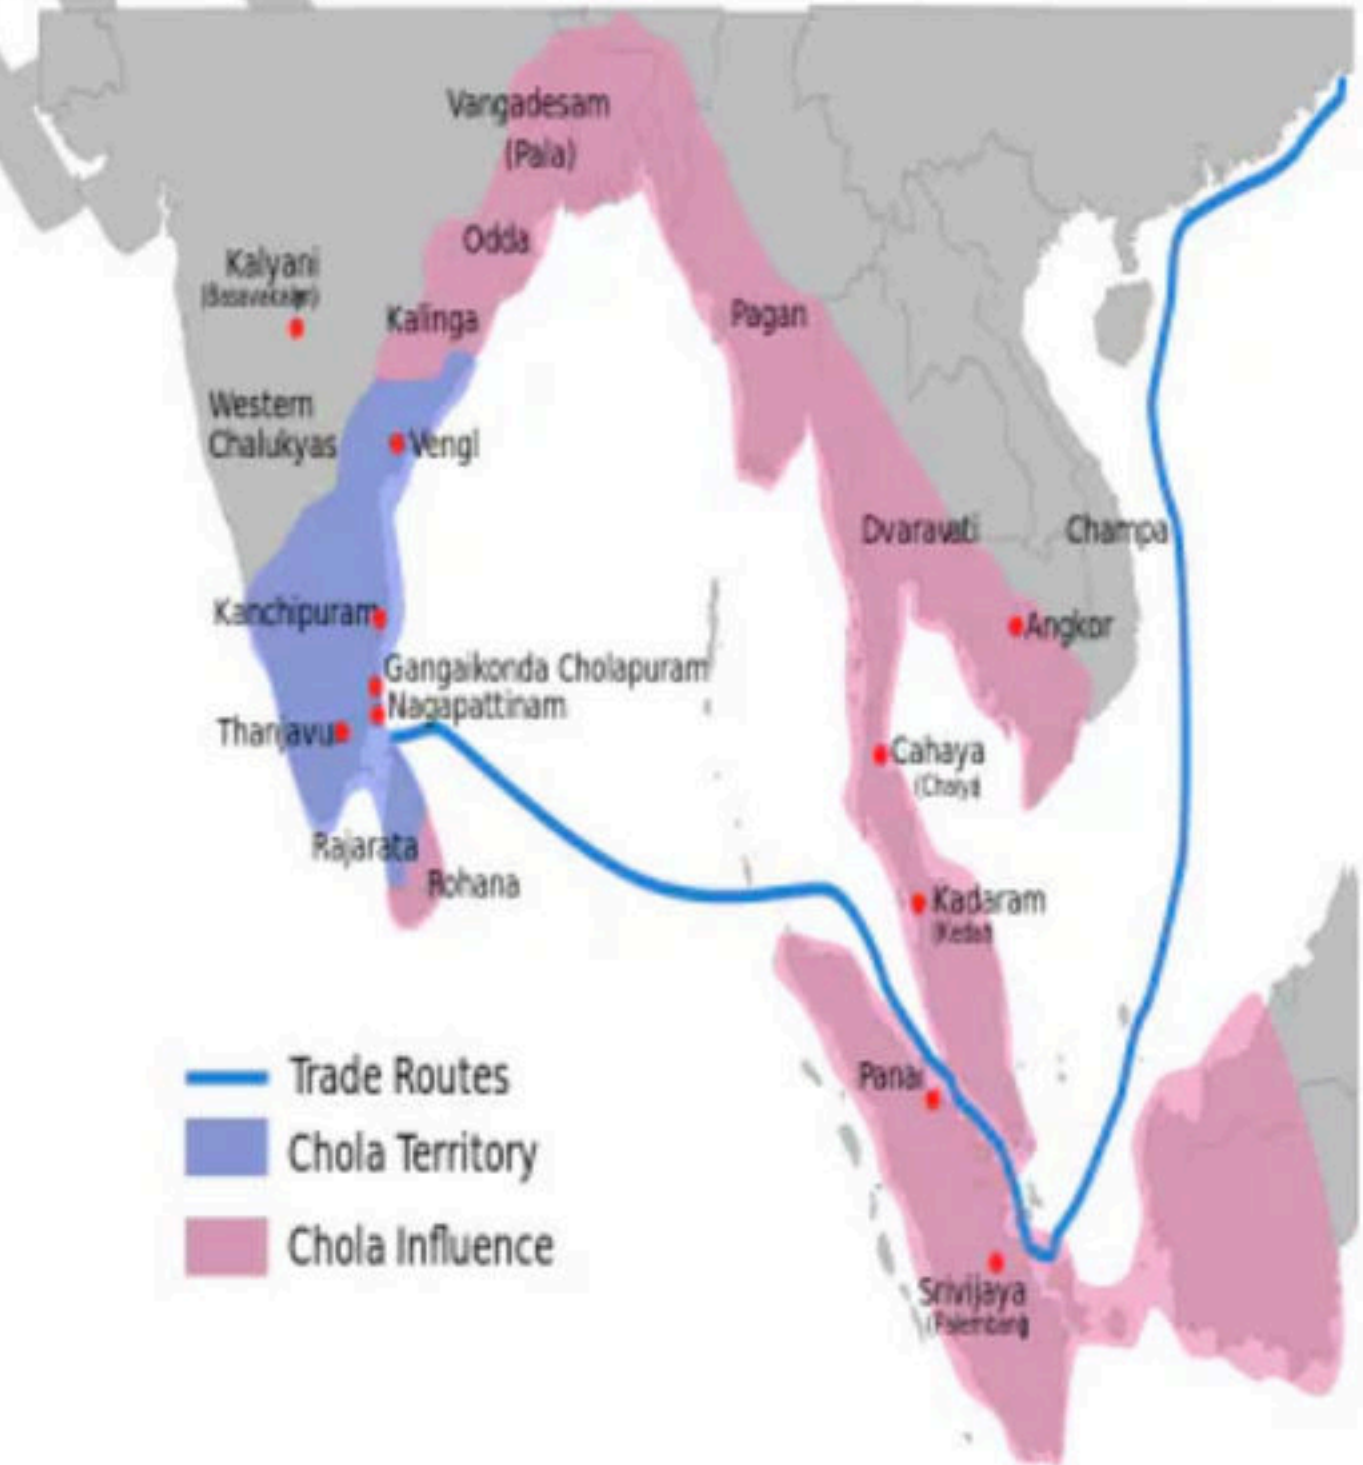 Vangadesam
(Pala)
Odda
Kalyani
Kalinga
Pagan
Western
Chalukyas
Vengi
Dvaravati
Champa
Kanchipuram
Angkor
Gangaikonda Cholapuram
Nagapattinam
Thanjavur
Cahaya
Rajarata
Rohana
Kadaram
(Kedah
Panai
Trade Routes
Chola Territory
Chola Influence
Srivijaya
(Palembang